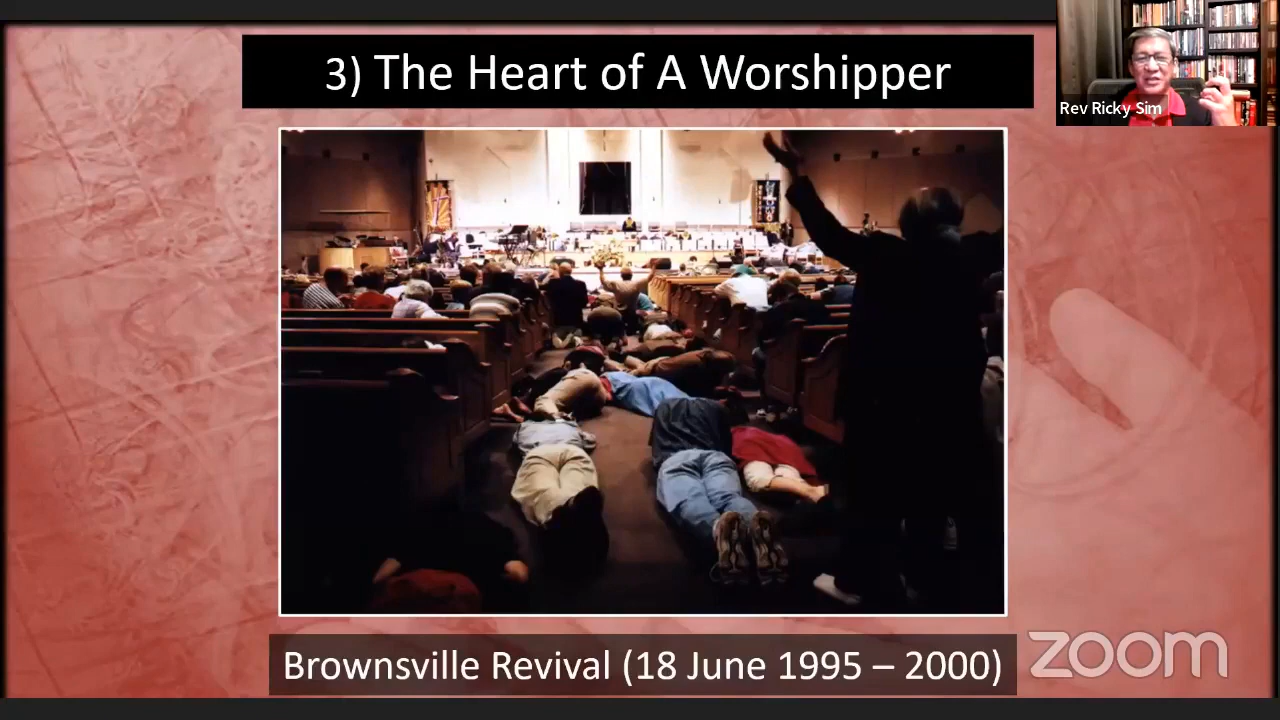 3) The Heart of A Worshipper
Rev Ricky Sim
Brownsville Revival (18 June 1995 – 2000)
zoom